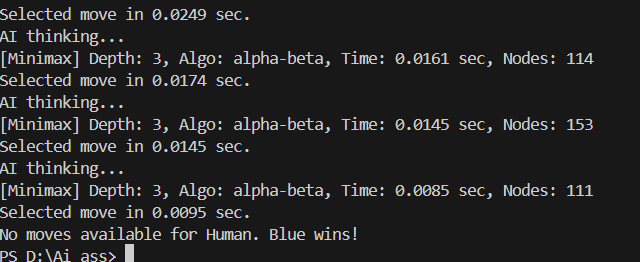 Selected move in 0.0249 sec.
AI thinking...
[Minimax] Depth: 3, Algo: alpha-beta, Time: 0.0161 sec, Nodes: 114
Selected move in 0.0174 sec.
AI thinking...
[Minimax] Depth: 3, Algo: alpha-beta, Time: 0.0145 sec, Nodes: 153
Selected move in 0.0145 sec.
AI thinking...
[Minimax] Depth: 3, Algo: alpha-beta, Time: 0.0085 sec, Nodes: 111
Selected move in 0.0095 sec.
No moves available for Human. Blue wins!
PS D:\Ai ass>